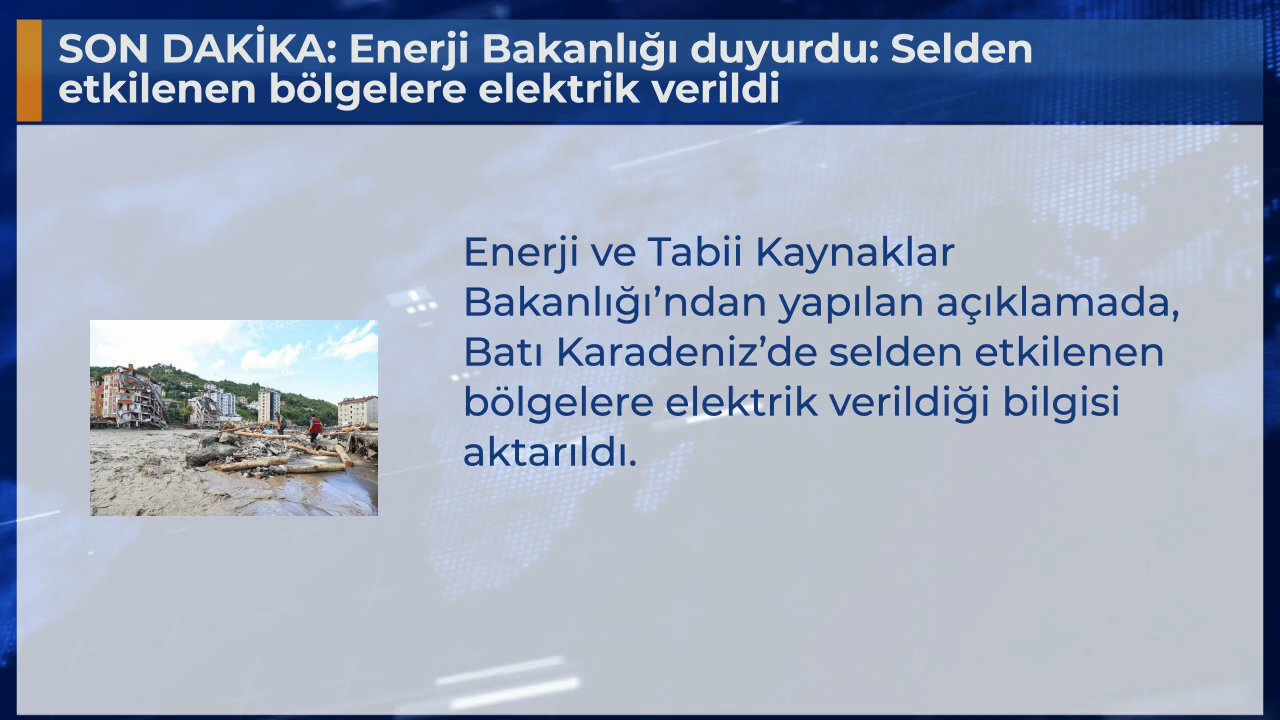 SON DAKİKA: Enerji Bakanlığı duyurdu: Selden
etkilenen bölgelere elektrik verildi
Enerji ve Tabii Kaynaklar
Bakanlığı’ndan yapılan açıklamada,
Batı Karadeniz’de selden etkilenen
bölgelere elektrik verildiği bilgisi
aktarıldı.